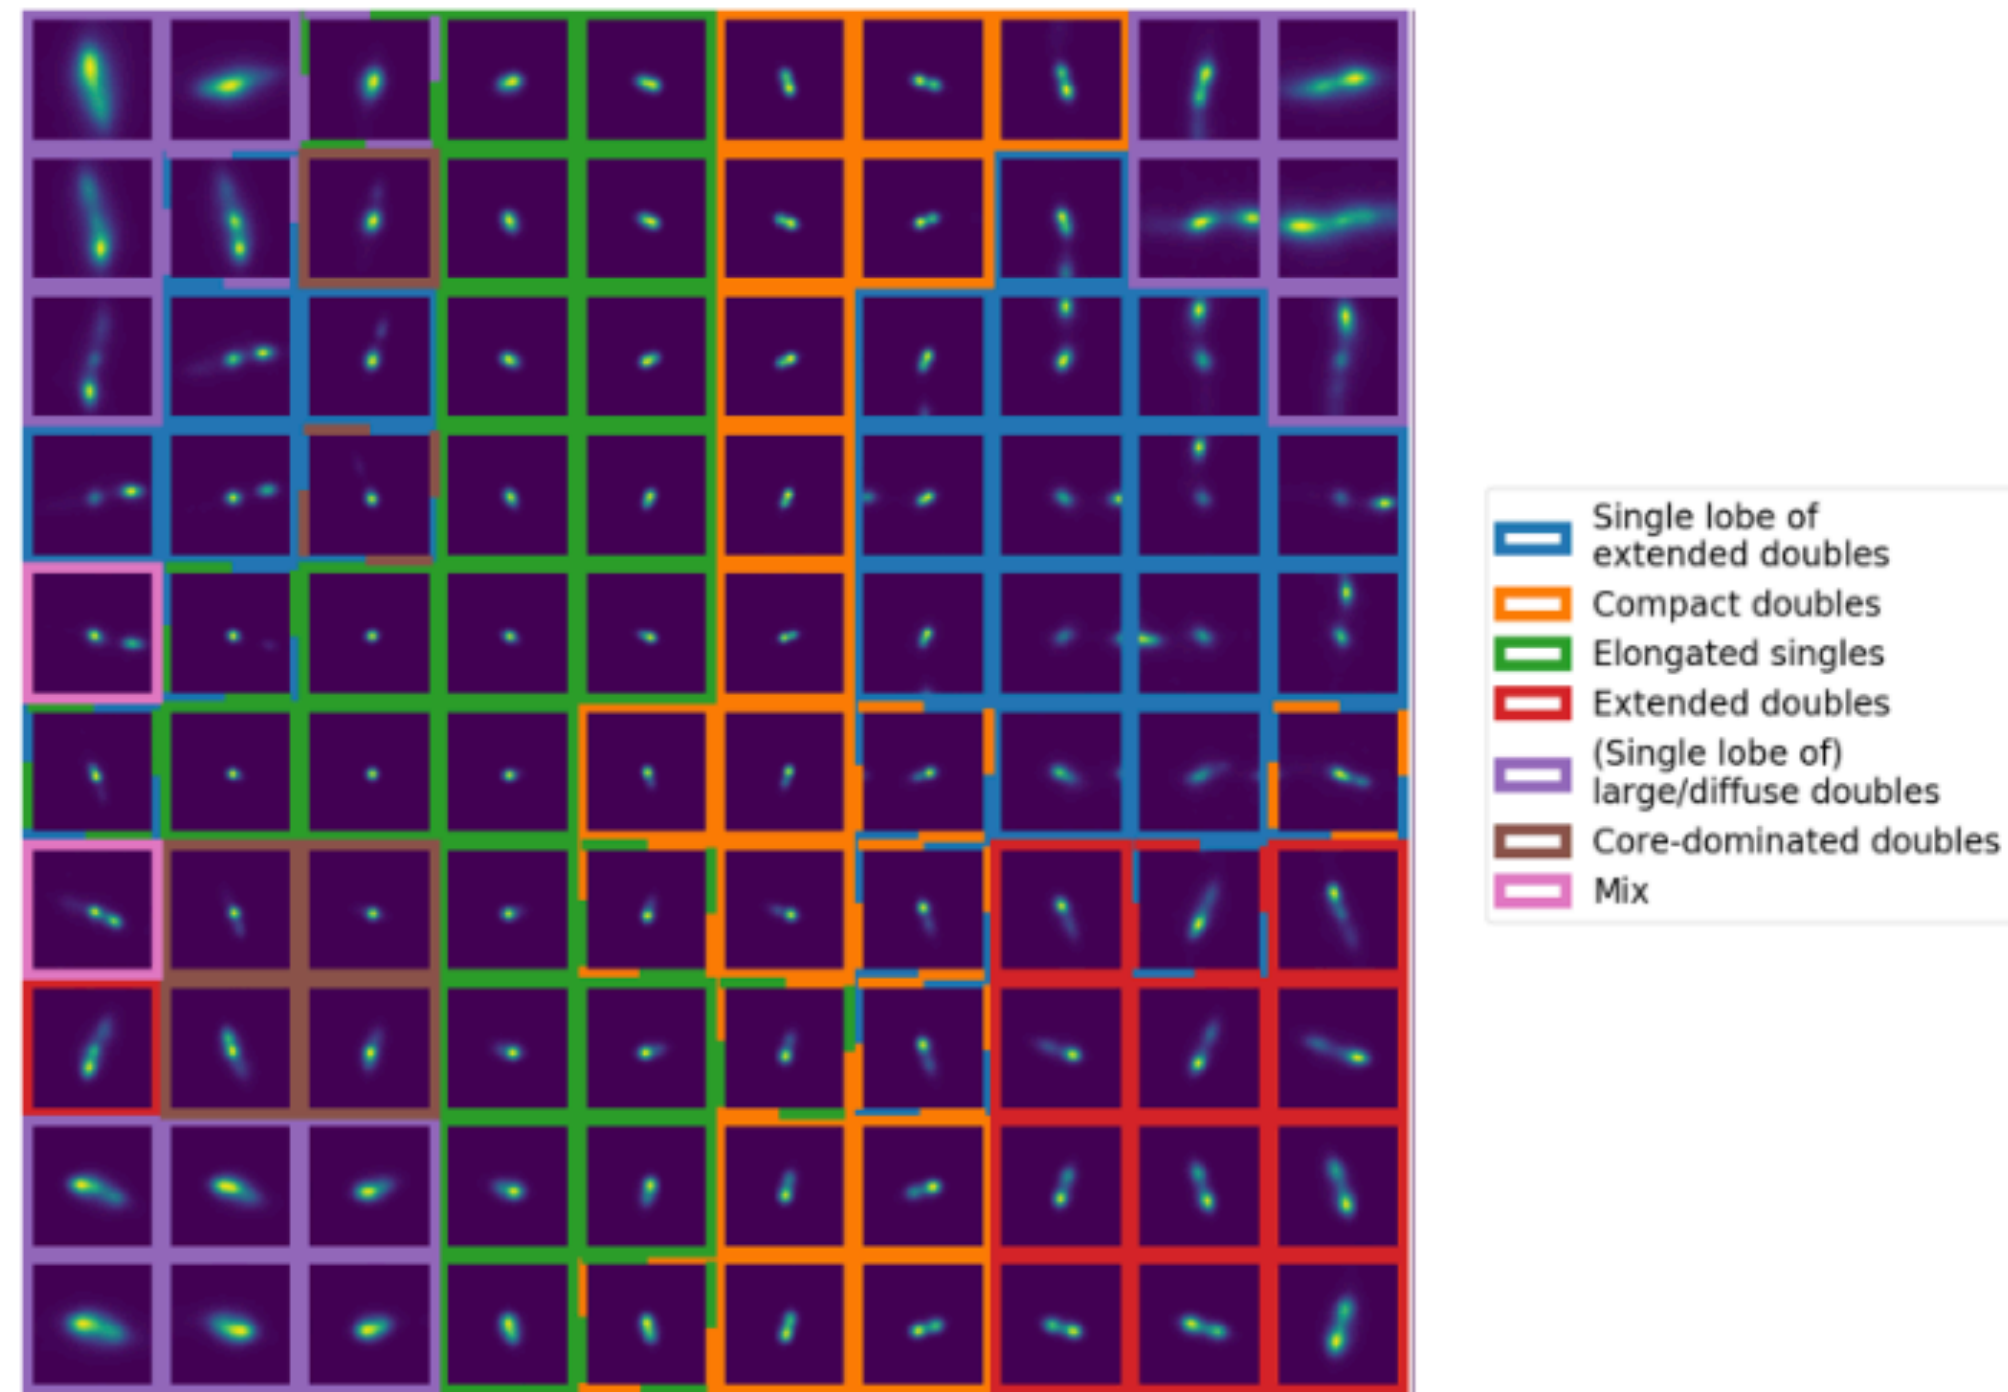 Single lobe of
extended doubles
Compact doubles
Elongated singles
Extended doubles
(Single lobe of)
large/diffuse doubles
Core-dominated doubles
Mix